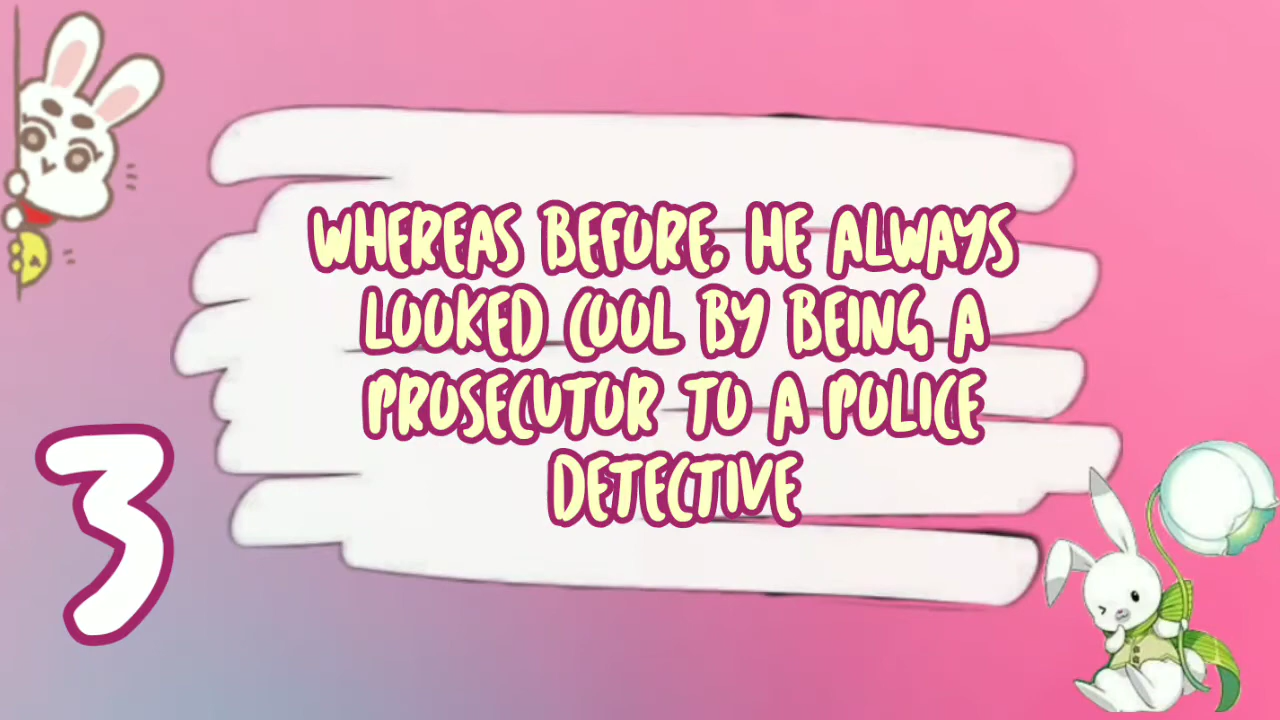 WHEREAS BEFORE, HE ALWAYS
LOOKED COOL BY BEING A
PROSECUTOR TO A POLICE
DETECTIVE
3